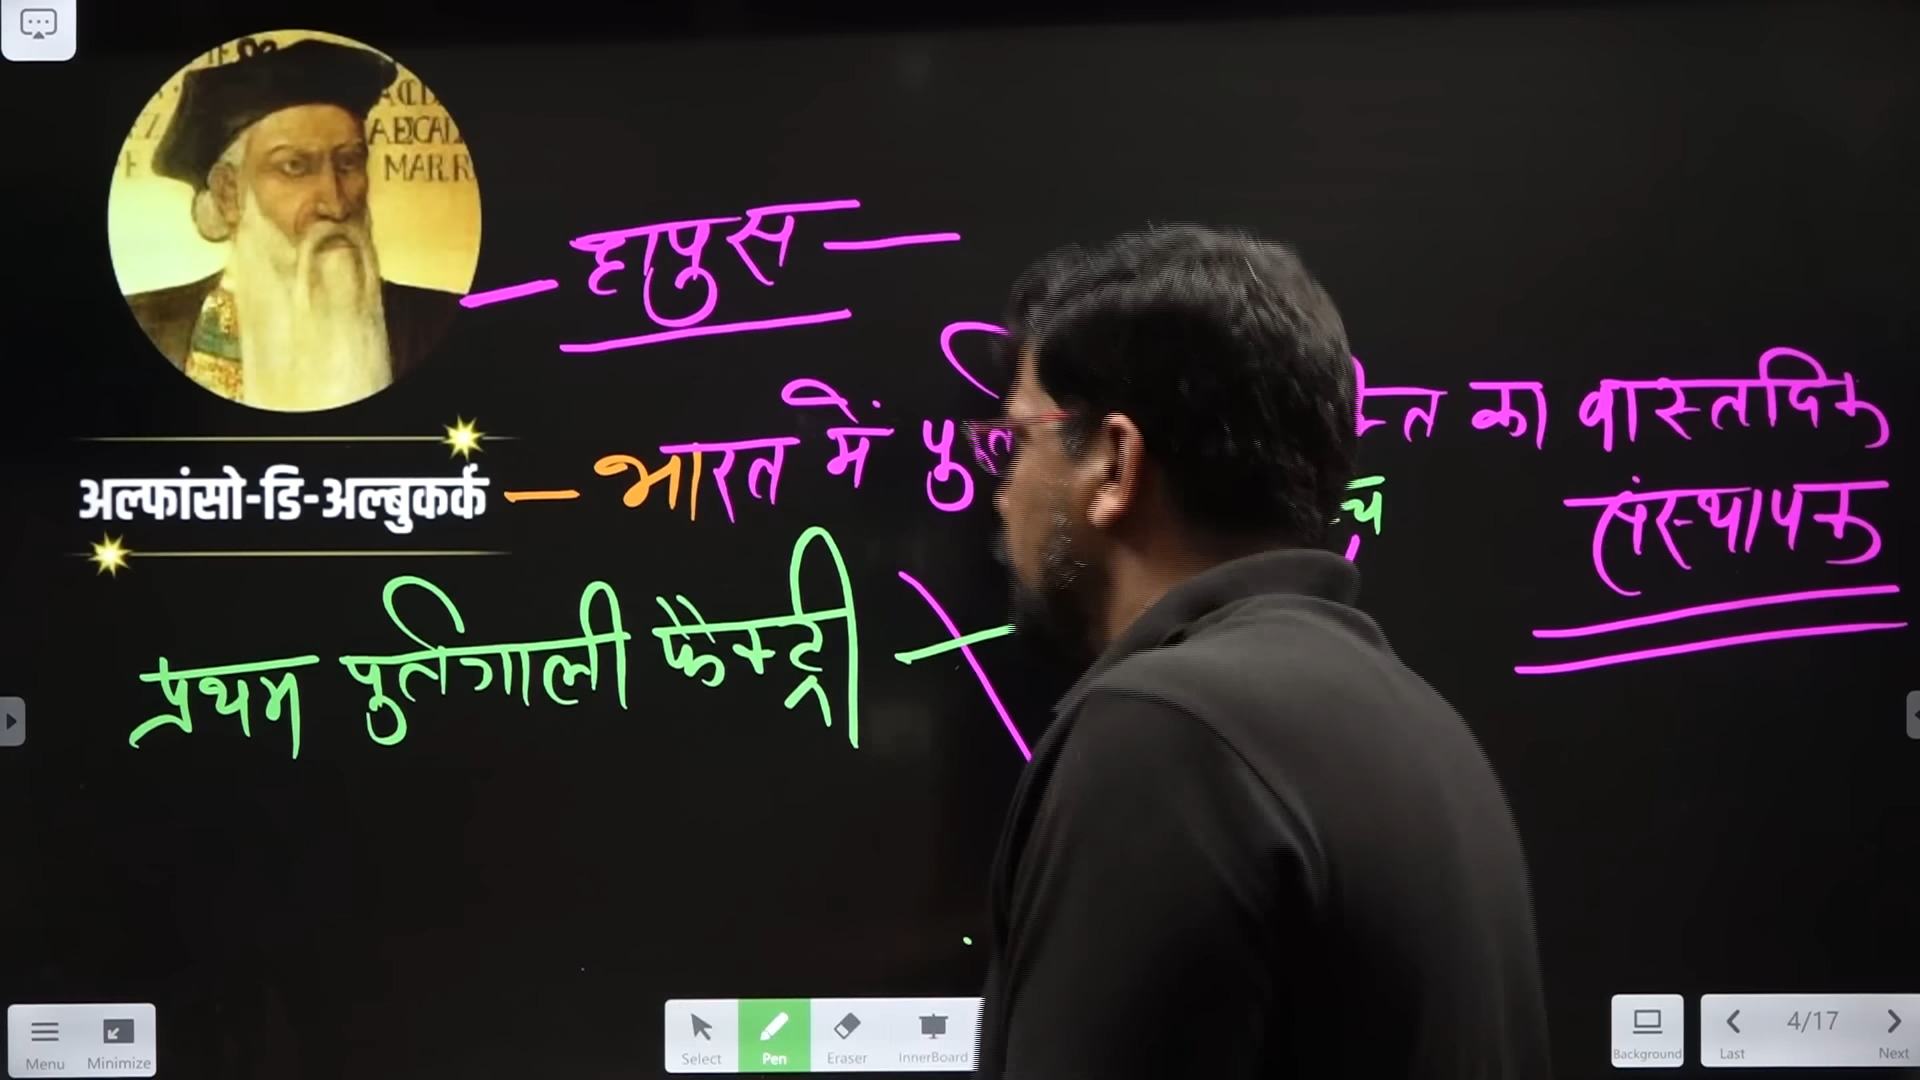 MARR
— हापुस —
भारत में
का वास्तविक
अल्फांसो-डि-अल्बुकर्क —
संस्थापक
प्रथम पुर्तगाली फैक्ट्री —
Menu
Minimize
Select
Pen
Eraser
InnerBoard
Background
4/17
Last
Next